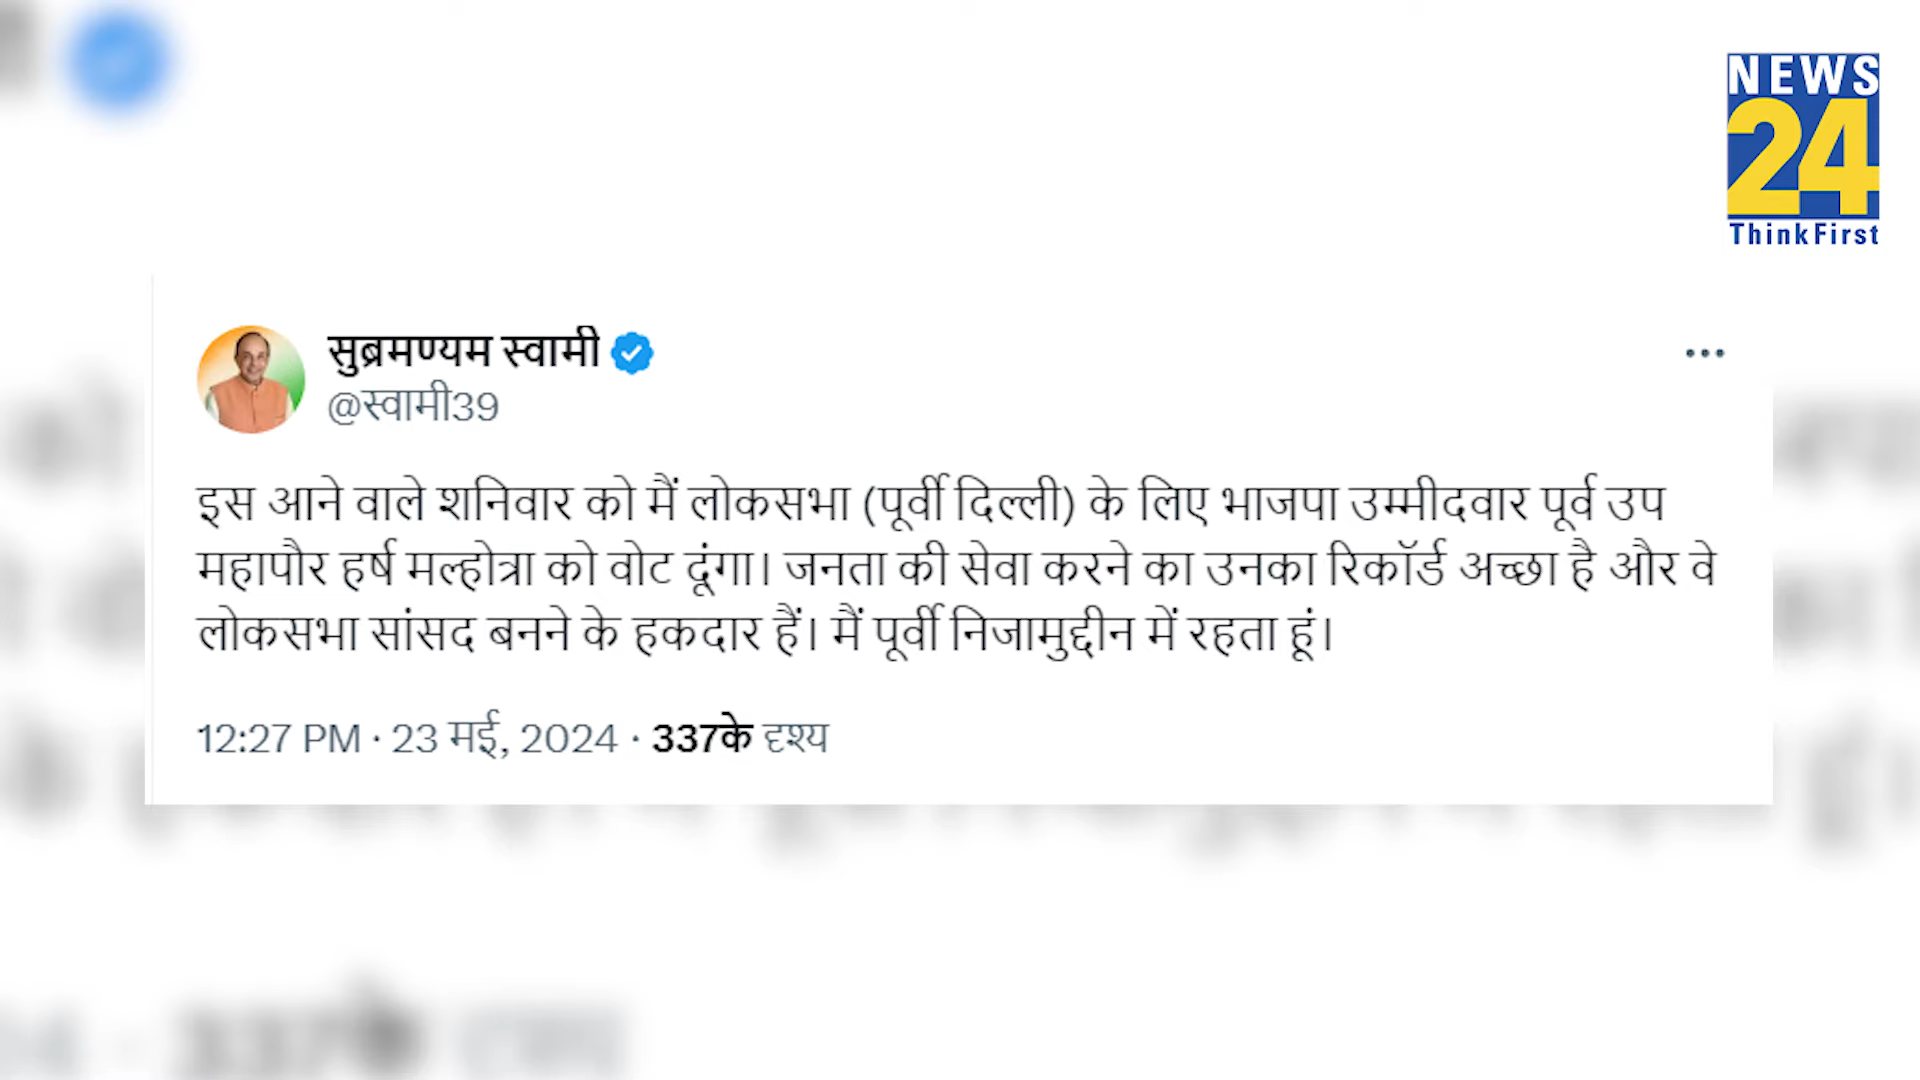 NEWS
24
ThinkFirst
सुब्रमण्यम स्वामी
@स्वामी39
इस आने वाले शनिवार को मैं लोकसभा (पूर्वी दिल्ली) के लिए भाजपा उम्मीदवार पूर्व उप
महापौर हर्ष मल्होत्रा को वोट दूंगा। जनता की सेवा करने का उनका रिकॉर्ड अच्छा है और वे
लोकसभा सांसद बनने के हकदार हैं। मैं पूर्वी निजामुद्दीन में रहता हूं।
12:27 PM · 23 मई, 2024 · 337के दृश्य